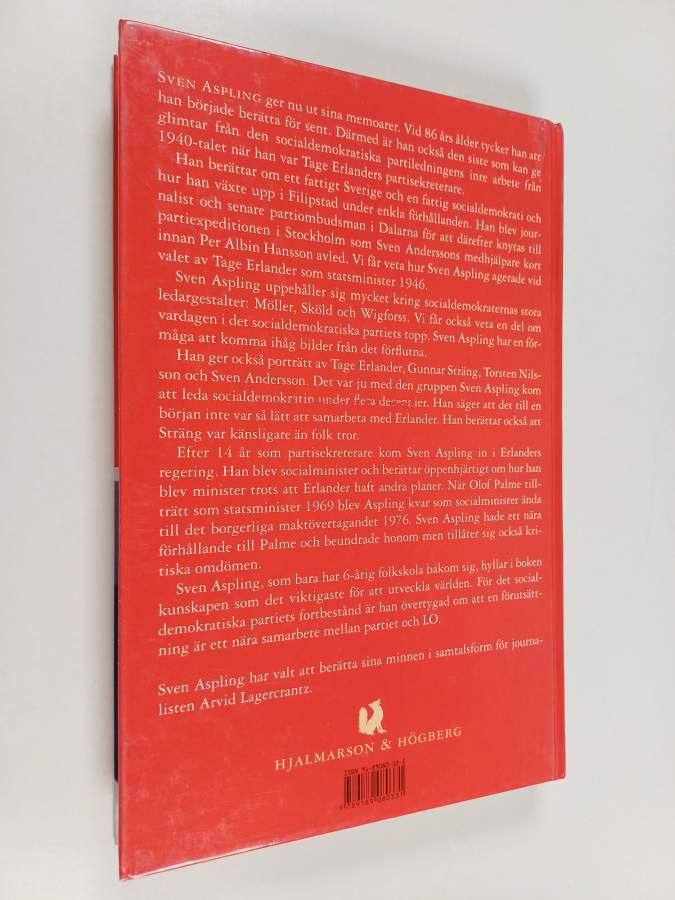 SVEN ASPLING ger nu ut sina memoarer. Vid 86 års ålder tycker han att
han började berätta för sent. Därmed är han också den siste som kan ge
glimtar från den socialdemokratiska partiledningens inre arbete från
1940-talet när han var Tage Erlanders partisekreterare.
Han berättar om ett fattigt Sverige och en fattig socialdemokrati och
hur han växte upp i Filipstad under enkla förhållanden. Han blev jour-
nalist och senare partiombudsman i Dalarna för att därefter knytas till
partiexpeditionen i Stockholm som Sven Anderssons medhjälpare kort
innan Per Albin Hansson avled. Vi får veta hur Sven Aspling agerade vid
valet av Tage Erlander som statsminister 1946.
Sven Aspling uppehåller sig mycket kring socialdemokraternas stora
ledargestalter: Möller, Sköld och Wigforss. Vi får också veta en del om
vardagen i det socialdemokratiska partiets topp. Sven Aspling har en för-
måga att komma ihåg bilder från det förflutna.
Han ger också porträtt av Tage Erlander, Gunnar Sträng, Torsten Nils-
son och Sven Andersson. Det var ju med den gruppen Sven Aspling kom
att leda socialdemokratin under flera decennier. Han säger att det till en
början inte var så lätt att samarbeta med Erlander. Han berättar också att
Sträng var känsligare än folk tror.
Efter 14 år som partisekreterare kom Sven Aspling in i Erlanders
regering. Han blev socialminister och berättar öppenhjärtigt om hur han
blev minister trots att Erlander haft andra planer. När Olof Palme till-
trätt som statsminister 1969 blev Aspling kvar som socialminister ända
till det borgerliga maktövertagandet 1976. Sven Aspling hade ett nära
förhållande till Palme och beundrade honom men tillåter sig också kri-
tiska omdömen.
Sven Aspling, som bara har 6-årig folkskola bakom sig, hyllar i boken
kunskapen som det viktigaste för att utveckla världen. För det social-
demokratiska partiets fortbestånd är han övertygad om att en förutsätt-
ning är ett nära samarbete mellan partiet och LO.
Sven Aspling har valt att berätta sina minnen i samtalsform för journa-
listen Arvid Lagercrantz.
HJALMARSON & HÖGBERG
ISBN 91-89080-33-6
9789189080331